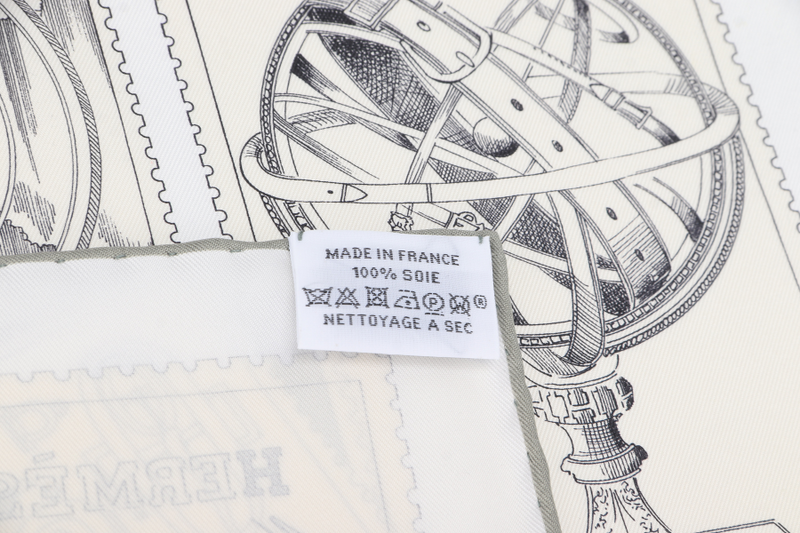 MADE IN FRANCE
100% SOIE
®
NETTOYAGE A SEC
HERMÈS